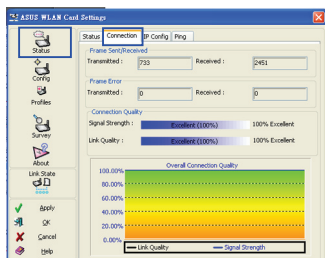 ASUS WLAN Card Settings
Status
Config
Profiles
Survey
About
Link State
Apply
OK
Cancel
Help
Status Connection IP Config Ping
Frame Sent/Received
Transmitted : 733 Received : 2451
Frame Error
Transmitted : 0 Received : 0
Connection Quality
Signal Strength : Excellent (100%) 100% Excellent
Link Quality : Excellent (100%) 100% Excellent
Overall Connection Quality
100.00%
80.00%
60.00%
40.00%
20.00%
0.00%
Link Quality Signal Strength